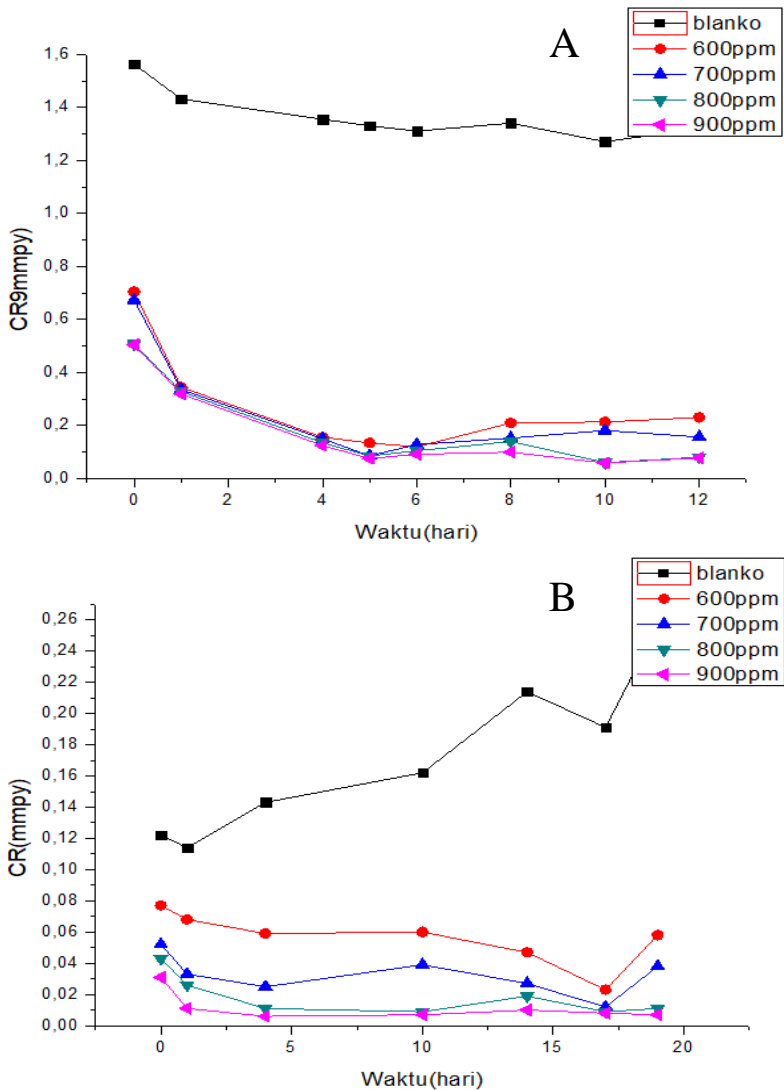 A
blanko
600ppm
700ppm
800ppm
900ppm
1,6
1,4
1,2
1,0
0,8
0,6
0,4
0,2
0,0
CR9mmpy)
0 2 4 6 8 10 12
Waktu(hari)
B
blanko
600ppm
700ppm
800ppm
900ppm
0,26
0,24
0,22
0,20
0,18
0,16
0,14
0,12
0,10
0,08
0,06
0,04
0,02
0,00
CR(mmpy)
0 5 10 15 20
Waktu(hari)